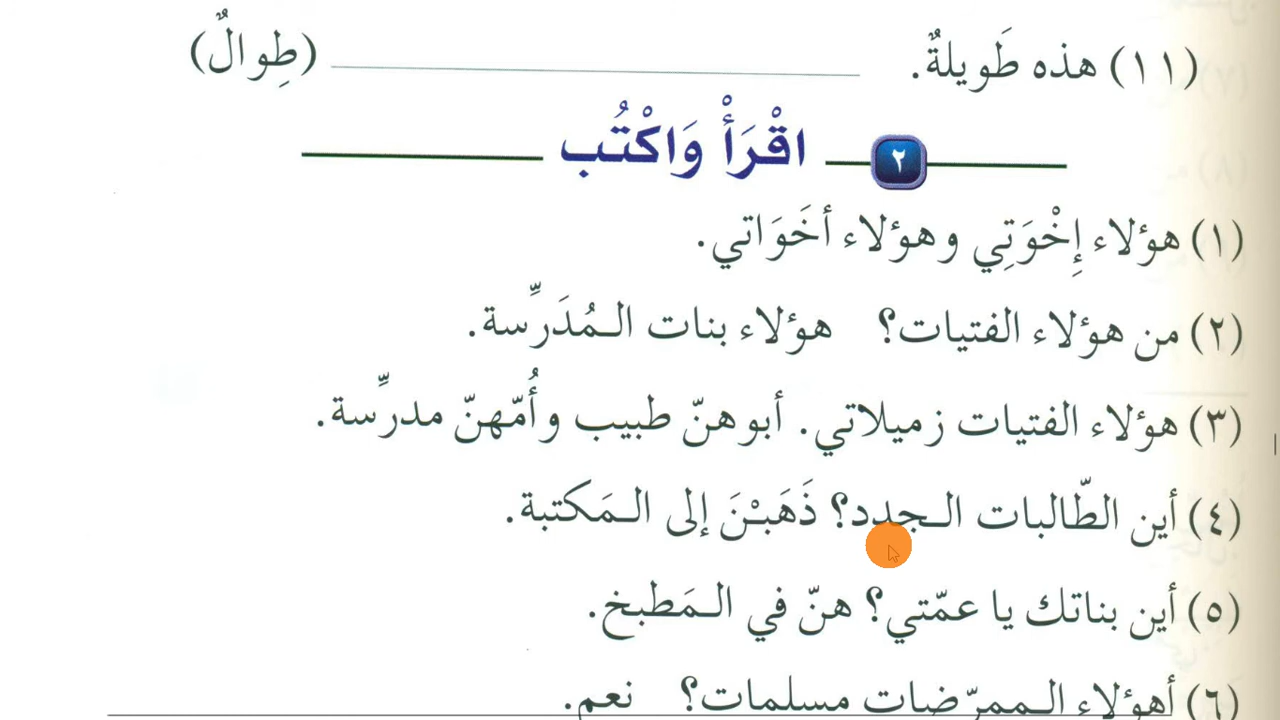 (١١) هذه طَويلةٌ. (طِوالٌ)
٢ اقْرَأْ وَاكْتُب
(١) هؤلاء إِخْوَتِي وهؤلاء أخَوَاتي.
(٢) من هؤلاء الفتيات؟ هؤلاء بنات الـمُدَرِّسة.
(٣) هؤلاء الفتيات زميلاتي. أبوهنّ طبيب وأُمّهنّ مدرِّسة.
(٤) أين الطّالبات الـجدد؟ ذَهَبْنَ إلى الـمَكتبة.
(٥) أين بناتك يا عمّتي؟ هنّ في الـمَطبخ.
(٦) أهؤلاء الـممرّضات مسلمات؟ نعم.